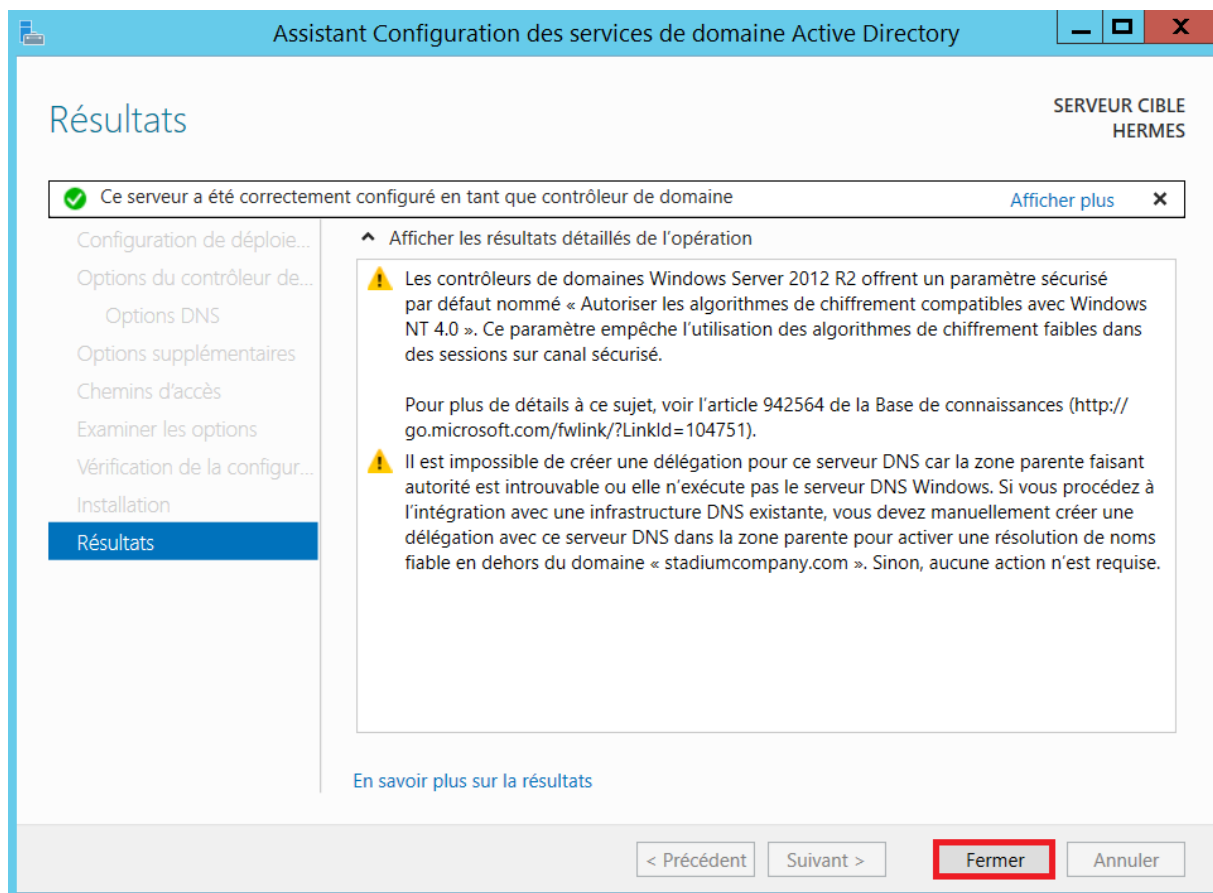 Assistant Configuration des services de domaine Active Directory
Résultats
SERVEUR CIBLE
HERMES
Ce serveur a été correctement configuré en tant que contrôleur de domaine
Afficher plus
Configuration de déploie...
Options du contrôleur de...
Options DNS
Options supplémentaires
Chemins d'accès
Examiner les options
Vérification de la configur...
Installation
Résultats
Afficher les résultats détaillés de l'opération
Les contrôleurs de domaines Windows Server 2012 R2 offrent un paramètre sécurisé
par défaut nommé « Autoriser les algorithmes de chiffrement compatibles avec Windows
NT 4.0 ». Ce paramètre empêche l'utilisation des algorithmes de chiffrement faibles dans
des sessions sur canal sécurisé.
Pour plus de détails à ce sujet, voir l'article 942564 de la Base de connaissances (http://
go.microsoft.com/fwlink/?LinkId=104751).
Il est impossible de créer une délégation pour ce serveur DNS car la zone parente faisant
autorité est introuvable ou elle n'exécute pas le serveur DNS Windows. Si vous procédez à
l'intégration avec une infrastructure DNS existante, vous devez manuellement créer une
délégation avec ce serveur DNS dans la zone parente pour activer une résolution de noms
fiable en dehors du domaine « stadiumcompany.com ». Sinon, aucune action n'est requise.
En savoir plus sur la résultats
< Précédent
Suivant >
Fermer
Annuler